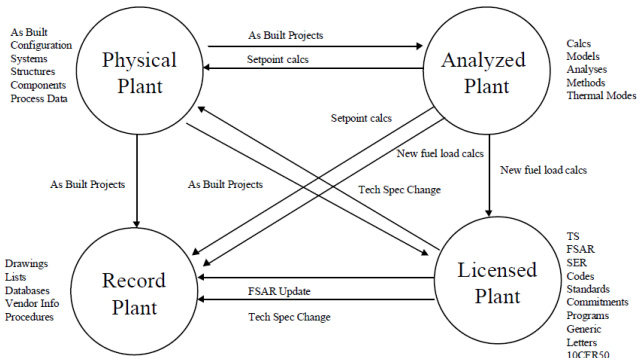 As Built
Configuration
Systems
Structures
Components
Process Data
Physical
Plant
As Built Projects
Setpoint calcs
Analyzed
Plant
Calcs
Models
Analyses
Methods
Thermal Modes
Setpoint calcs
New fuel load calcs
New fuel load calcs
As Built Projects
As Built Projects
Tech Spec Change
Drawings
Lists
Databases
Vendor Info
Procedures
Record
Plant
FSAR Update
Tech Spec Change
Licensed
Plant
TS
FSAR
SER
Codes
Standards
Commitments
Programs
Generic
Letters
10CFR50